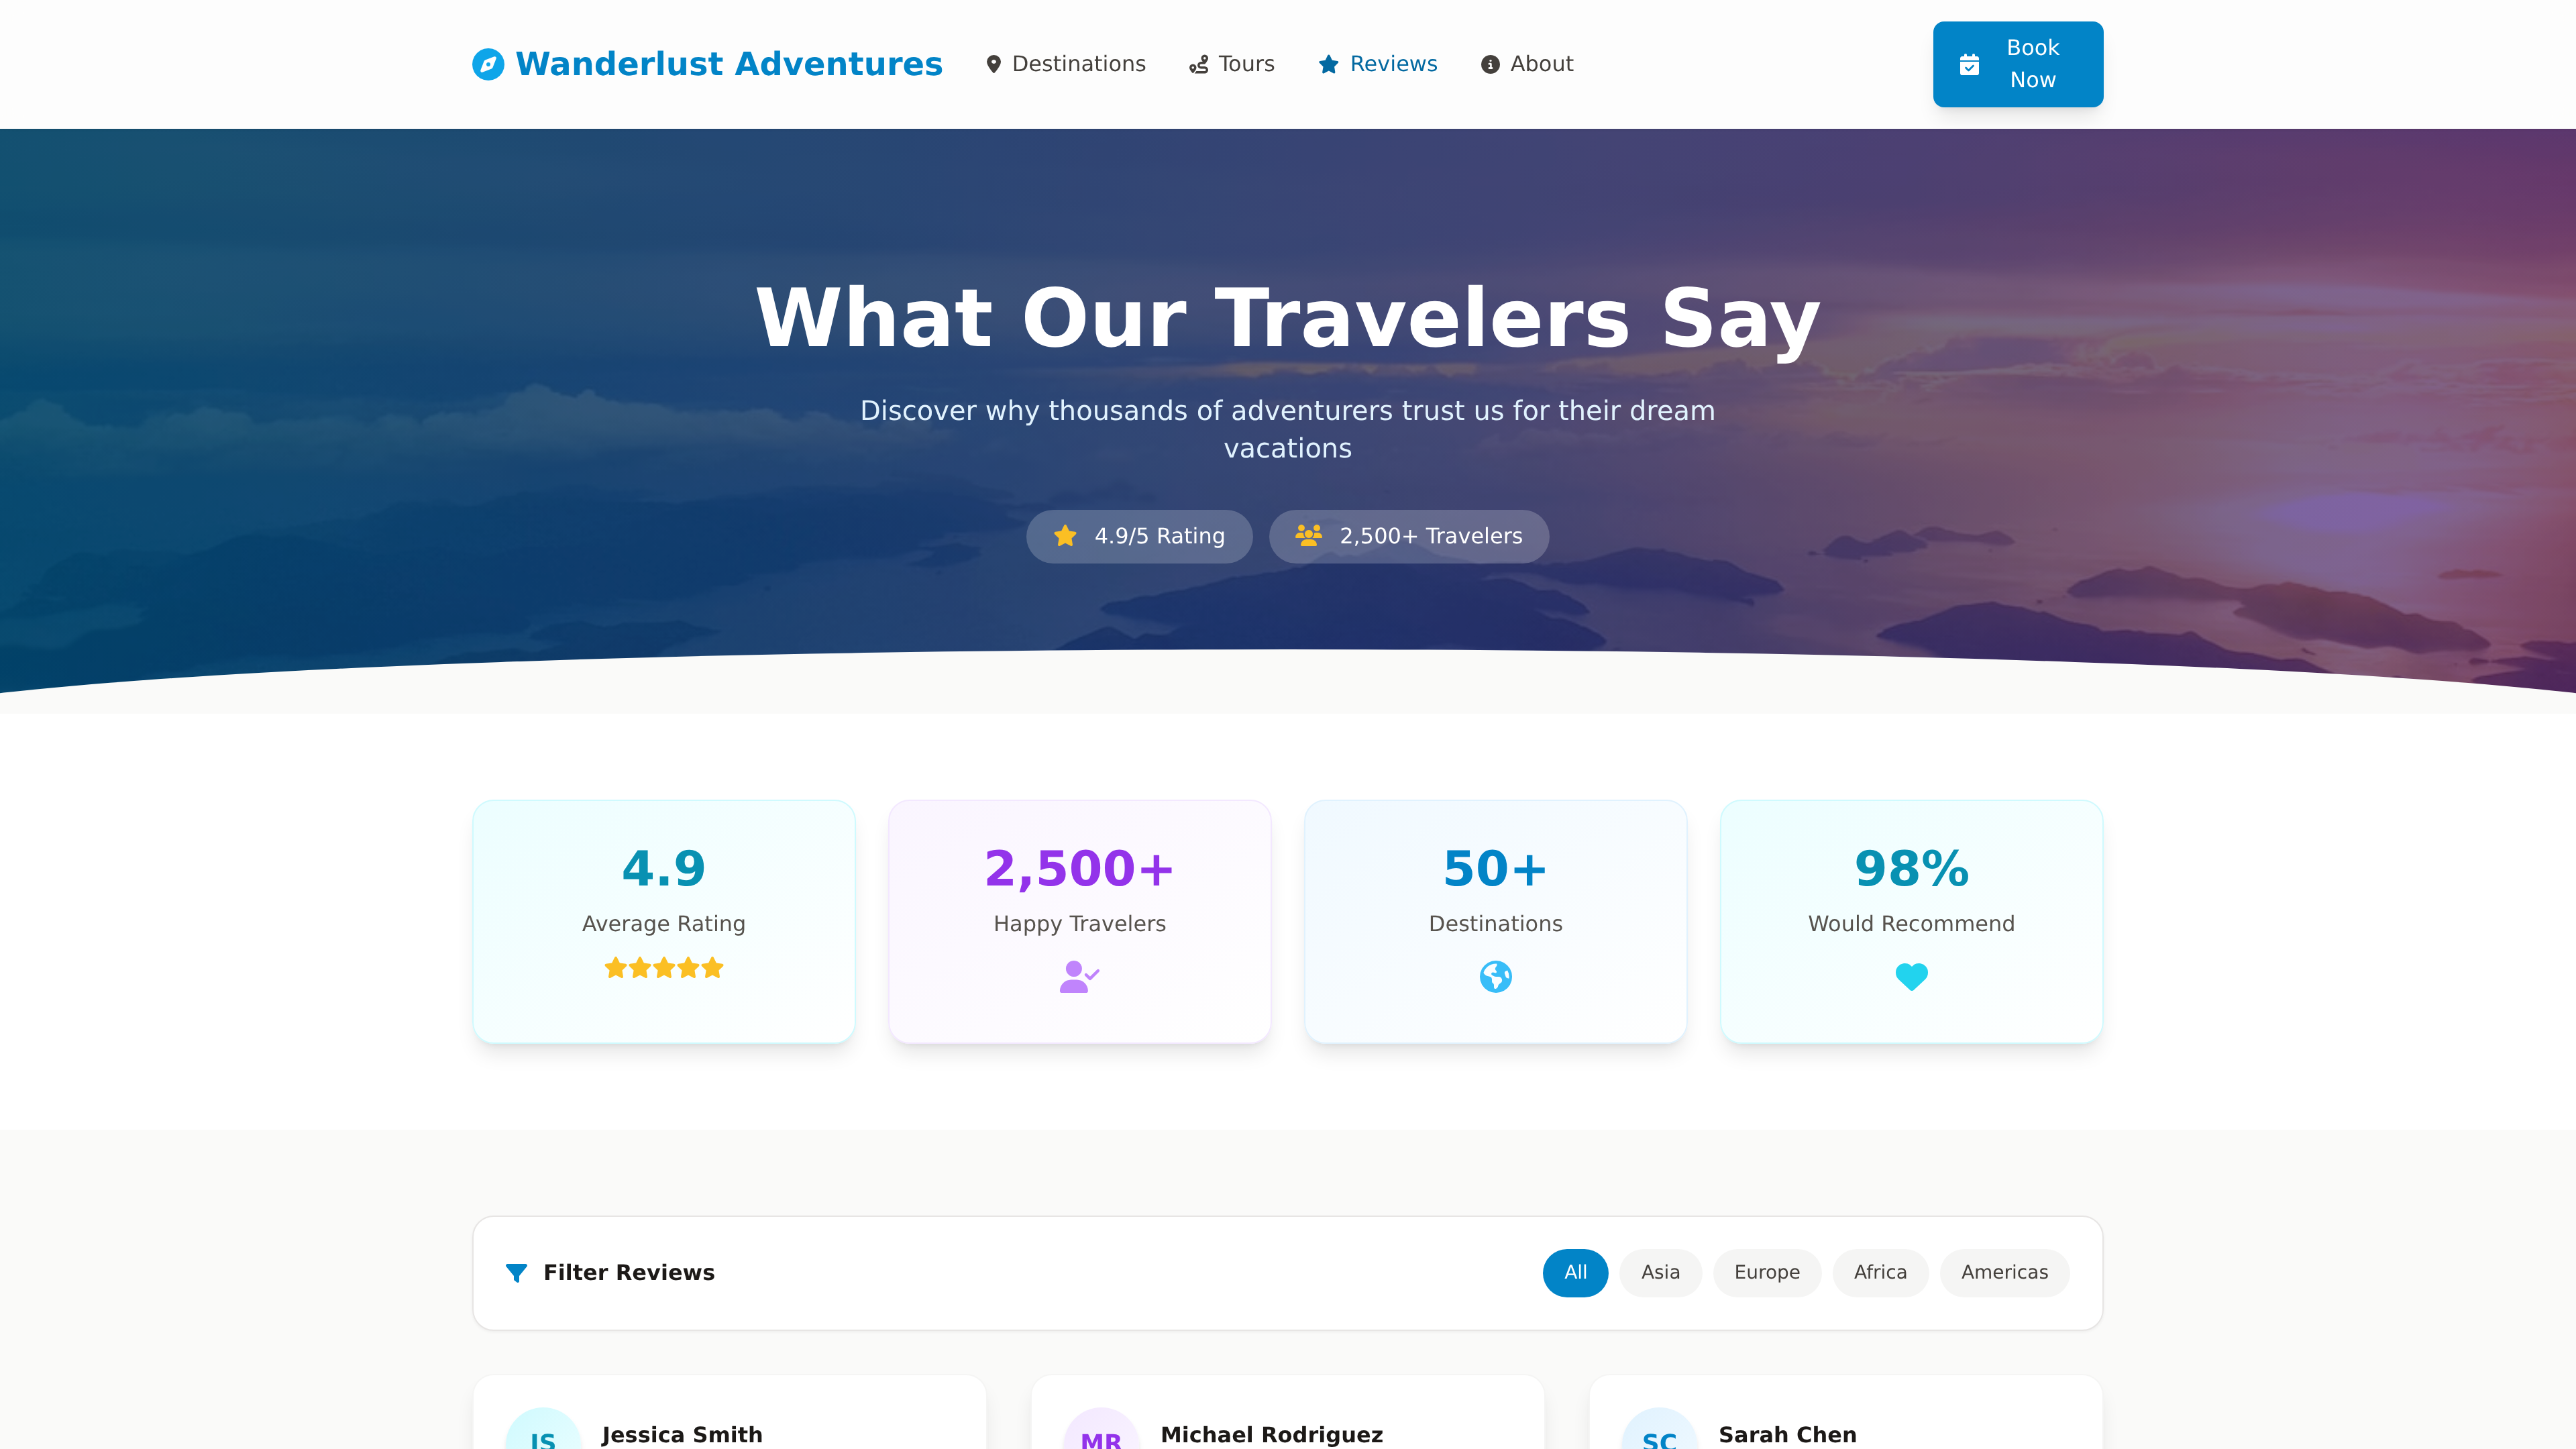 Wanderlust Adventures
Destinations
Tours
Reviews
About
Book
Now
What Our Travelers Say
Discover why thousands of adventurers trust us for their dream
vacations
4.9/5 Rating
2,500+ Travelers
4.9
Average Rating
2,500+
Happy Travelers
50+
Destinations
98%
Would Recommend
Filter Reviews
All
Asia
Europe
Africa
Americas
JS
Jessica Smith
MR
Michael Rodriguez
SC
Sarah Chen